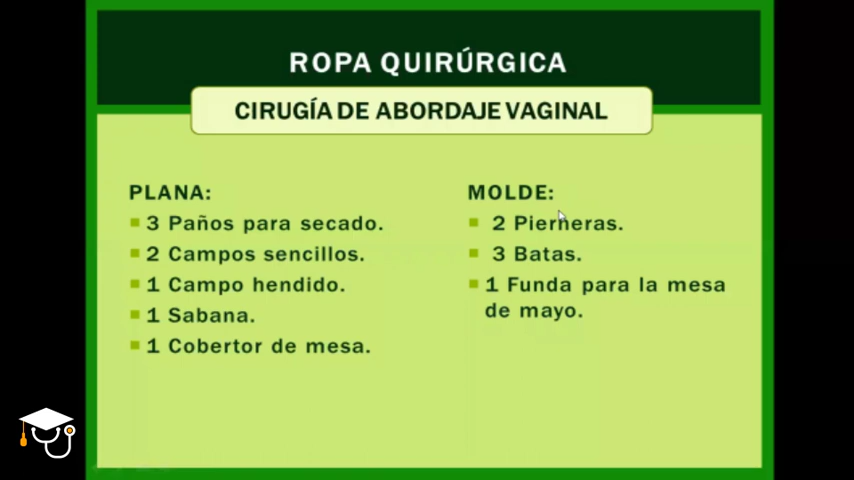 ROPA QUIRÚRGICA
CIRUGÍA DE ABORDAJE VAGINAL
PLANA:
3 Paños para secado.
2 Campos sencillos.
1 Campo hendido.
1 Sabana.
1 Cobertor de mesa.
MOLDE:
2 Pierneras.
3 Batas.
1 Funda para la mesa
de mayo.